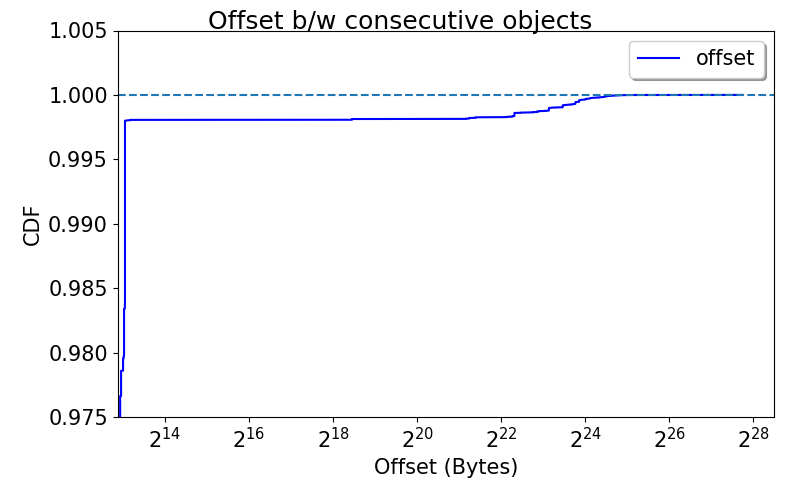 Offset b/w consecutive objects
1.005
1.000
0.995
0.990
0.985
0.980
0.975
CDF
offset
2^14 2^16 2^18 2^20 2^22 2^24 2^26 2^28
Offset (Bytes)